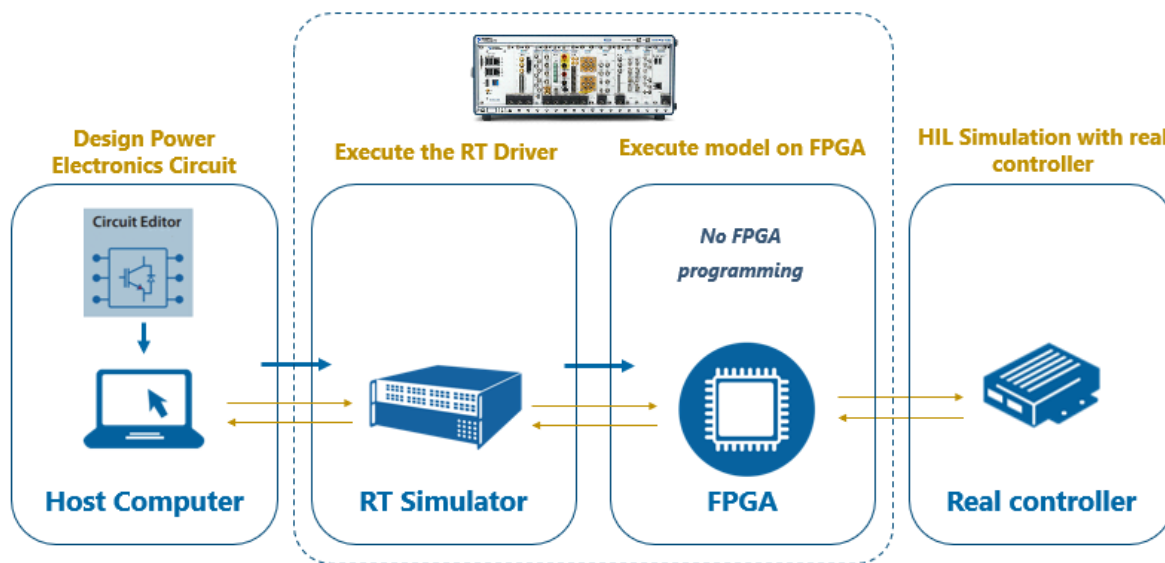 Design Power
Electronics Circuit
Execute the RT Driver
Execute model on FPGA
HIL Simulation with real
controller
Circuit Editor
No FPGA
programming
Host Computer
RT Simulator
FPGA
Real controller